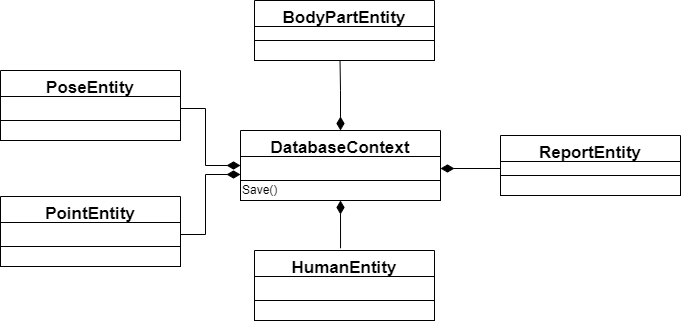 BodyPartEntity
PoseEntity
DatabaseContext
Save()
ReportEntity
PointEntity
HumanEntity